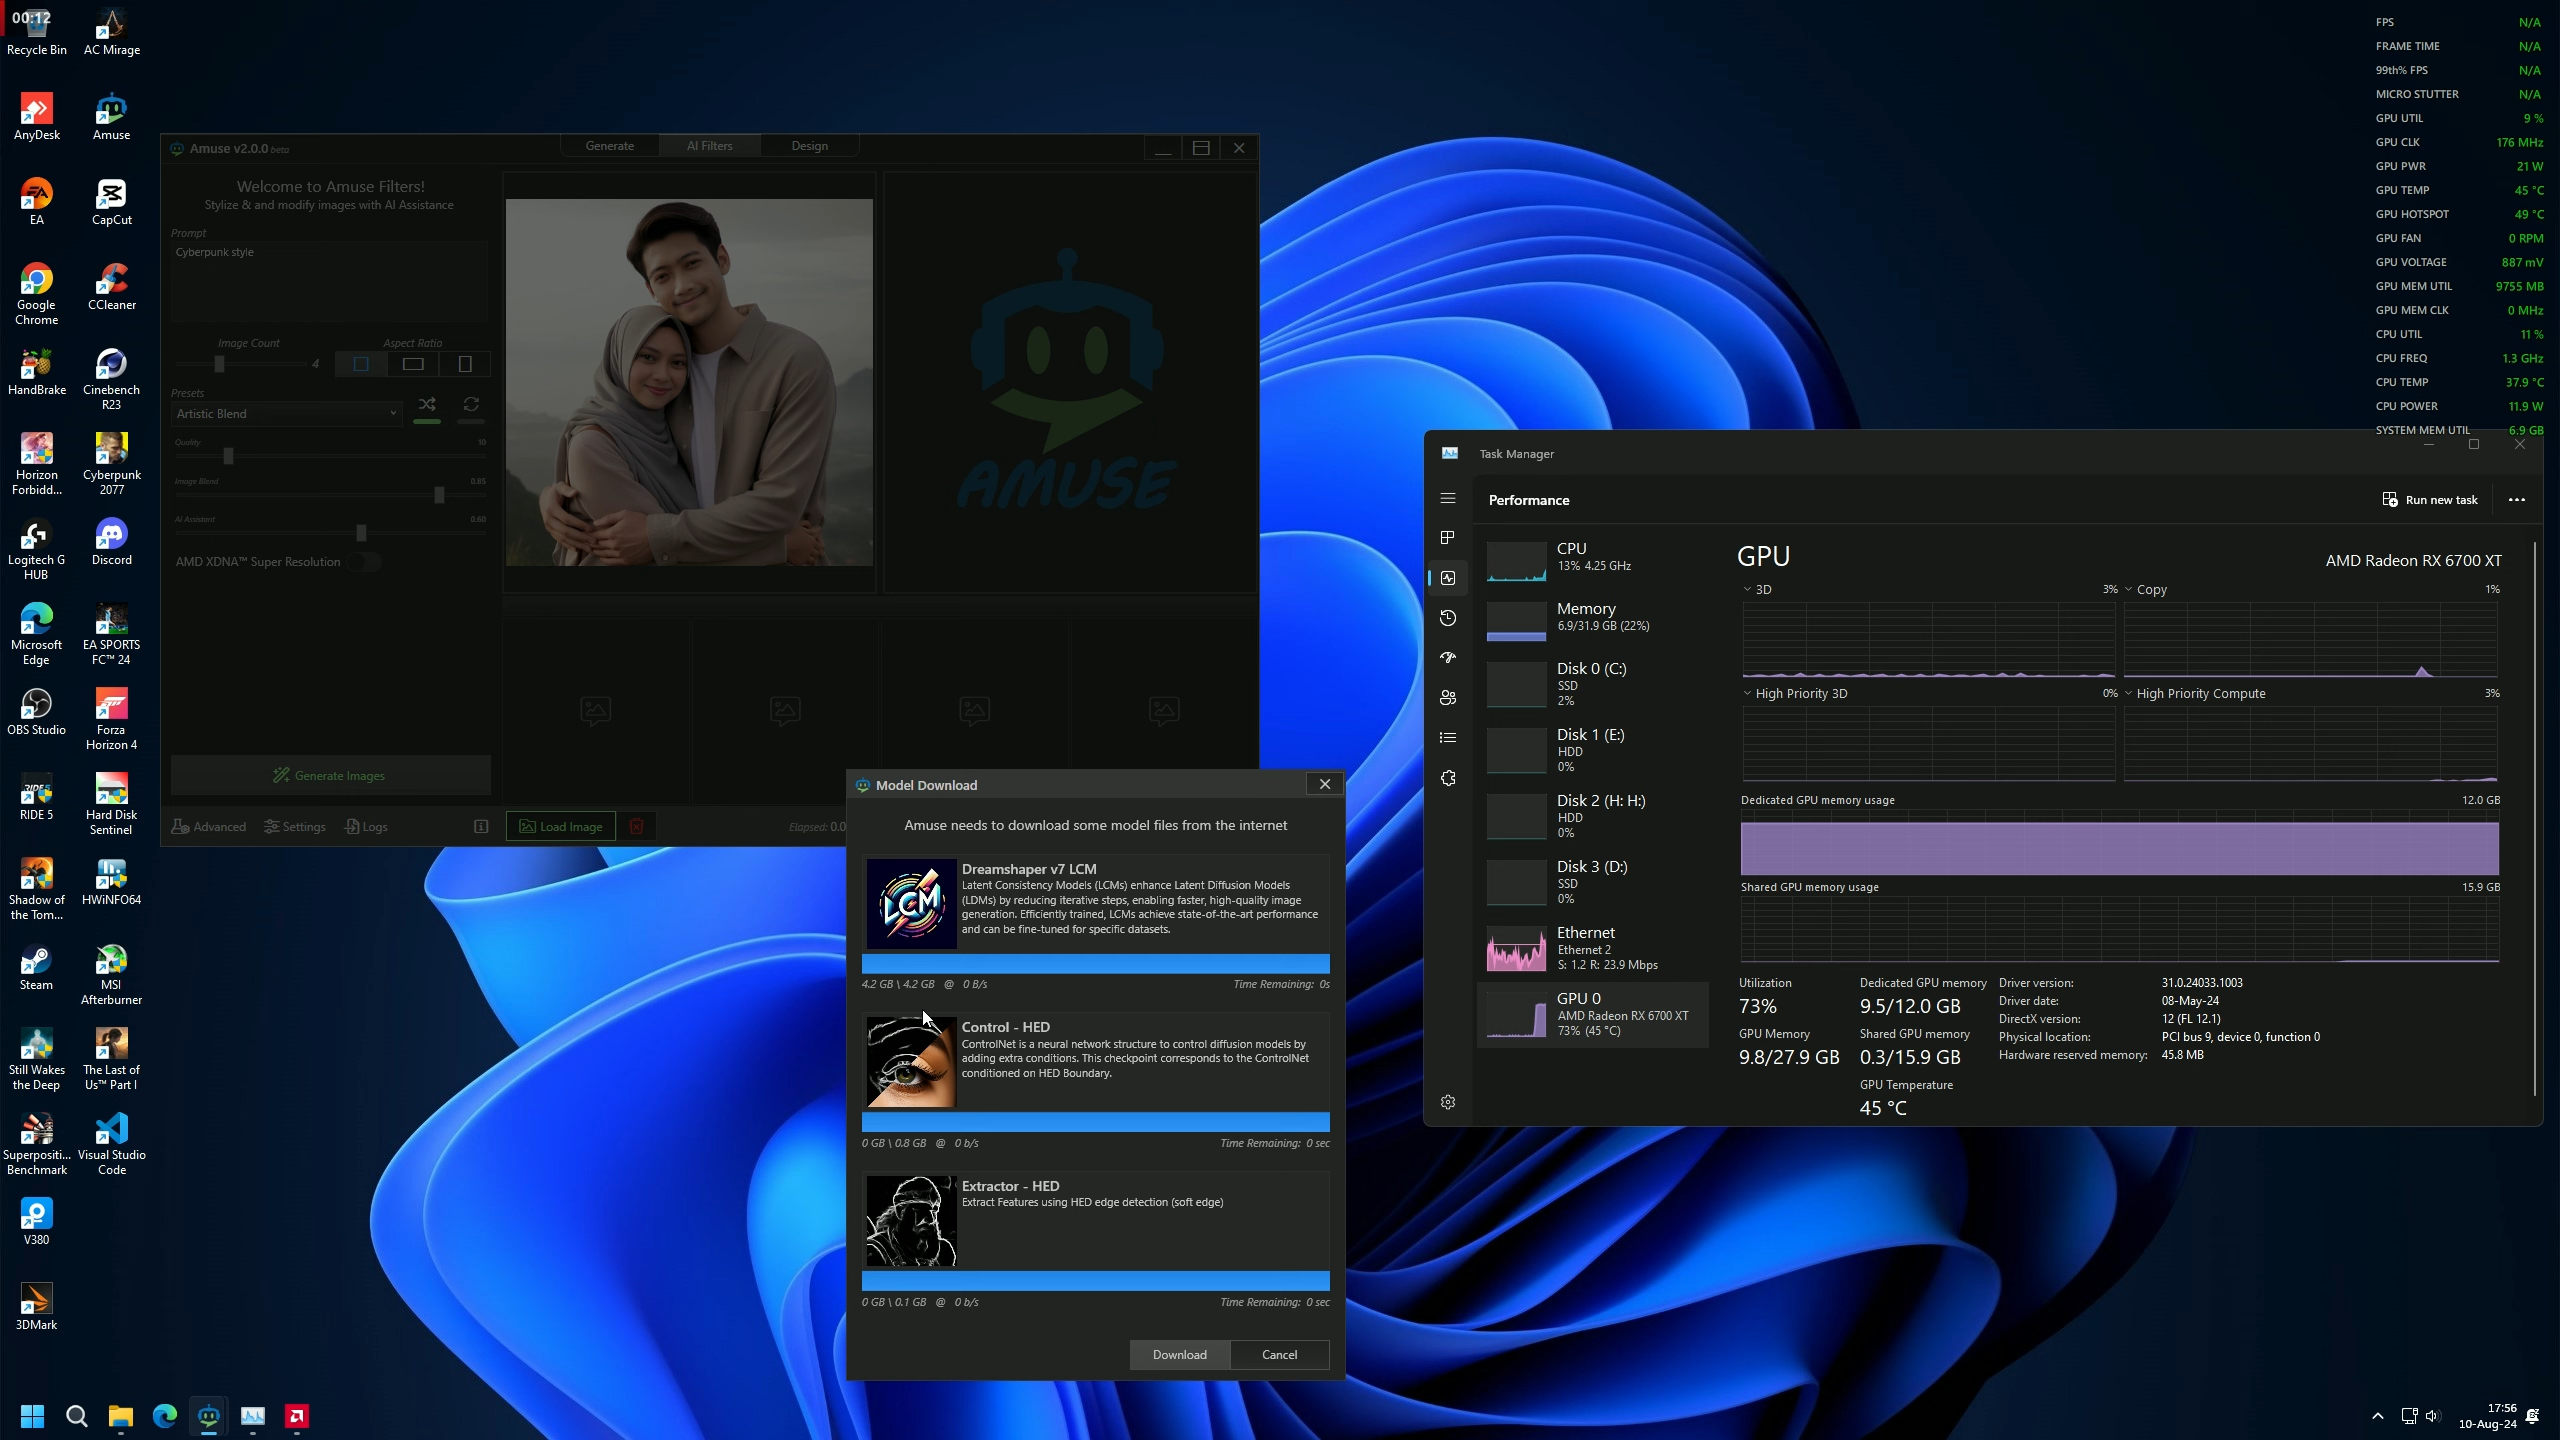 00:12
Recycle Bin
AC Mirage
AnyDesk
Amuse
EA
CapCut
Google
Chrome
CCleaner
HandBrake
Cinebench
R23
Horizon
Forbidd...
Cyberpunk
2077
Logitech G
HUB
Discord
Microsoft
Edge
EA SPORTS
FC™ 24
OBS Studio
Forza
Horizon 4
RIDE 5
Hard Disk
Sentinel
Shadow of
the Tom...
HWiNFO64
Steam
MSI
Afterburner
Still Wakes
the Deep
The Last of
Us™ Part I
Superpositi...
Benchmark
Visual Studio
Code
V380
3DMark
Amuse v2.0.0 beta
Generate
AI Filters
Design
Welcome to Amuse Filters!
Stylize & and modify images with AI Assistance
Prompt
Cyberpunk style
Image Count
4
Aspect Ratio
Presets
Artistic Blend
Quality 10
Image Blend 0.85
AI Assistant 0.60
AMD XDNA™ Super Resolution
Generate Images
Advanced
Settings
Logs
Load Image
Elapsed: 0.0
AMUSE
Model Download
Amuse needs to download some model files from the internet
LCM
Dreamshaper v7 LCM
Latent Consistency Models (LCMs) enhance Latent Diffusion Models
(LDMs) by reducing iterative steps, enabling faster, high-quality image
generation. Efficiently trained, LCMs achieve state-of-the-art performance
and can be fine-tuned for specific datasets.
4.2 GB \ 4.2 GB @ 0 B/s Time Remaining: 0s
Control - HED
ControlNet is a neural network structure to control diffusion models by
adding extra conditions. This checkpoint corresponds to the ControlNet
conditioned on HED Boundary.
0 GB \ 0.8 GB @ 0 b/s Time Remaining: 0 sec
Extractor - HED
Extract Features using HED edge detection (soft edge)
0 GB \ 0.1 GB @ 0 b/s Time Remaining: 0 sec
Download
Cancel
FPS N/A
FRAME TIME N/A
99th% FPS N/A
MICRO STUTTER N/A
GPU UTIL 9 %
GPU CLK 176 MHz
GPU PWR 21 W
GPU TEMP 45 °C
GPU HOTSPOT 49 °C
GPU FAN 0 RPM
GPU VOLTAGE 887 mV
GPU MEM UTIL 9755 MB
GPU MEM CLK 0 MHz
CPU UTIL 11 %
CPU FREQ 1.3 GHz
CPU TEMP 37.9 °C
CPU POWER 11.9 W
SYSTEM MEM UTIL 6.9 GB
Task Manager
Performance
Run new task
CPU
13% 4.25 GHz
Memory
6.9/31.9 GB (22%)
Disk 0 (C:)
SSD
2%
Disk 1 (E:)
HDD
0%
Disk 2 (H: H:)
HDD
0%
Disk 3 (D:)
SSD
0%
Ethernet
Ethernet 2
S: 1.2 R: 23.9 Mbps
GPU 0
AMD Radeon RX 6700 XT
73% (45 °C)
GPU
AMD Radeon RX 6700 XT
3D 3%
Copy 1%
High Priority 3D 0%
High Priority Compute 3%
Dedicated GPU memory usage 12.0 GB
Shared GPU memory usage 15.9 GB
Utilization
73%
Dedicated GPU memory
9.5/12.0 GB
GPU Memory
9.8/27.9 GB
Shared GPU memory
0.3/15.9 GB
GPU Temperature
45 °C
Driver version: 31.0.24033.1003
Driver date: 08-May-24
DirectX version: 12 (FL 12.1)
Physical location: PCI bus 9, device 0, function 0
Hardware reserved memory: 45.8 MB
17:56
10-Aug-24